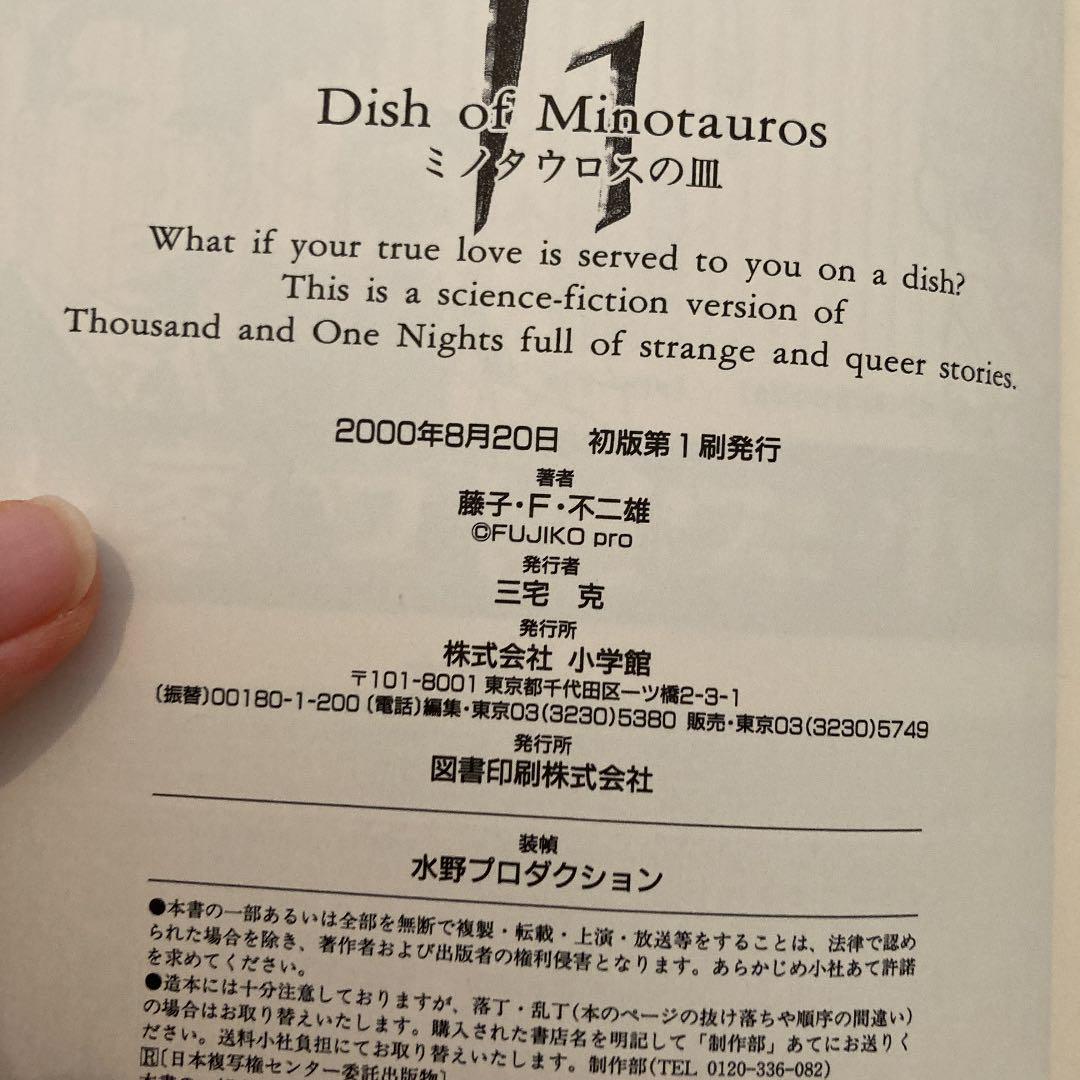 1
Dish of Minotauros
ミノタウロスの皿
What if your true love is served to you on a dish?
This is a science-fiction version of
Thousand and One Nights full of strange and queer stories.
2000年8月20日 初版第1刷発行
著者
藤子・F・不二雄
©FUJIKO pro
発行者
三宅 克
発行所
株式会社 小学館
〒101-8001 東京都千代田区一ツ橋2-3-1
〔振替〕00180-1-200〔電話〕編集・東京03(3230)5380 販売・東京03(3230)5749
発行所
図書印刷株式会社
装幀
水野プロダクション
●本書の一部あるいは全部を無断で複製・転載・上演・放送等をすることは、法律で認め
られた場合を除き、著作者および出版者の権利侵害となります。あらかじめ小社あて許諾
を求めてください。
●造本には十分注意しておりますが、落丁・乱丁(本のページの抜け落ちや順序の間違い)
の場合はお取り替えいたします。購入された書店名を明記して「制作部」あてにお送りく
ださい。送料小社負担にてお取り替えいたします。制作部(TEL 0120-336-082)
R〔日本複写権センター委託出版物〕